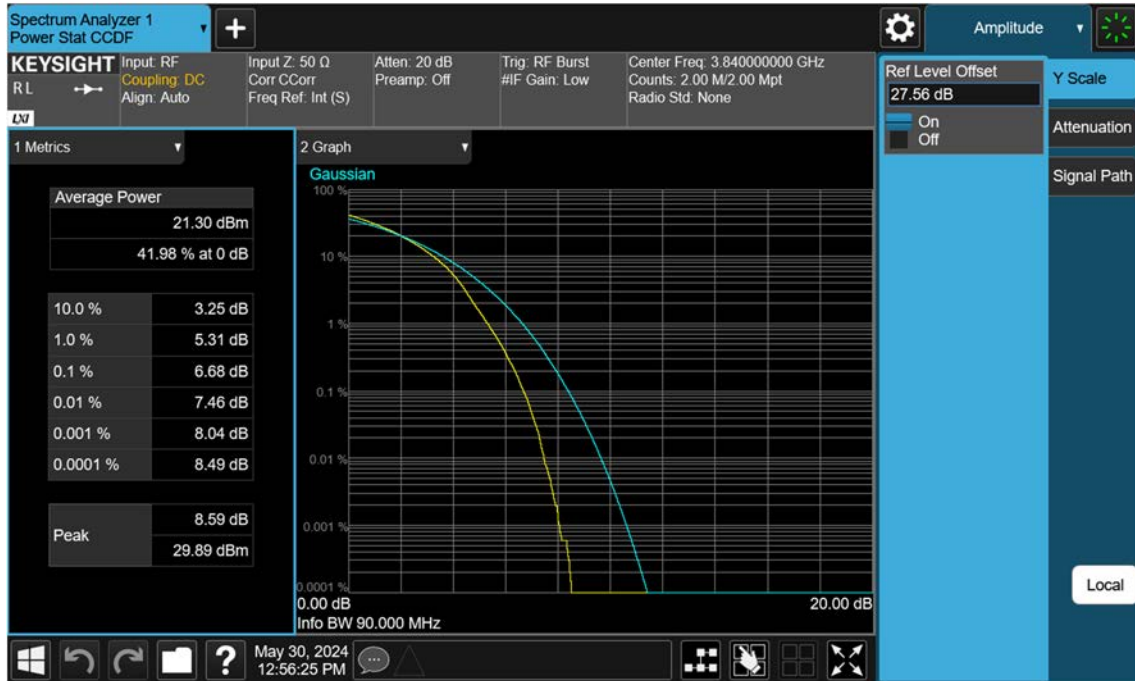 Spectrum Analyzer 1
Power Stat CCDF
Amplitude
KEYSIGHT
R L
LXI
Input: RF
Coupling: DC
Align: Auto
Input Z: 50 Ω
Corr CCorr
Freq Ref: Int (S)
Atten: 20 dB
Preamp: Off
Trig: RF Burst
#IF Gain: Low
Center Freq: 3.840000000 GHz
Counts: 2.00 M/2.00 Mpt
Radio Std: None
Ref Level Offset
27.56 dB
On
Off
Y Scale
Attenuation
Signal Path
1 Metrics
Average Power
21.30 dBm
41.98 % at 0 dB
10.0 % 3.25 dB
1.0 % 5.31 dB
0.1 % 6.68 dB
0.01 % 7.46 dB
0.001 % 8.04 dB
0.0001 % 8.49 dB
Peak
8.59 dB
29.89 dBm
2 Graph
Gaussian
100 %
10 %
1 %
0.1 %
0.01 %
0.001 %
0.0001 %
0.00 dB 20.00 dB
Info BW 90.000 MHz
Local
May 30, 2024
12:56:25 PM